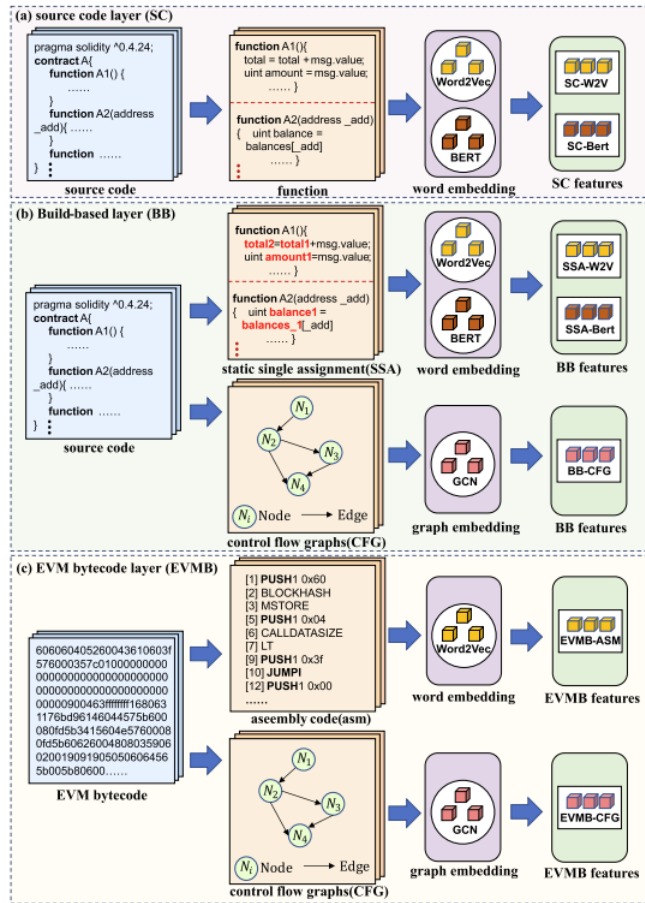 (a) source code layer (SC)
pragma solidity ^0.4.24;
contract A{
function A1() {
......
}
function A2(address
_add){ ......
}
function ......
}
source code
function A1(){
total = total +msg.value;
uint amount =msg.value;
...... }
function A2(address _add)
{ uint balance =
balances[_add]
...... }
function
Word2Vec
BERT
word embedding
SC-W2V
SC-Bert
SC features
(b) Build-based layer (BB)
pragma solidity ^0.4.24;
contract A{
function A1() {
......
}
function A2(address
_add){ ......
}
function ......
}
source code
function A1(){
total2=total1+msg.value;
uint amount1=msg.value;
...... }
function A2(address _add)
{ uint balance1 =
balances_1[_add]
...... }
static single assignment(SSA)
Word2Vec
BERT
word embedding
SSA-W2V
SSA-Bert
BB features
N1
N2
N3
N4
Ni Node
Edge
control flow graphs(CFG)
GCN
graph embedding
BB-CFG
BB features
(c) EVM bytecode layer (EVMB)
606060405260043610603f
576000357c01000000000
0000000000000000000000
0000000000000000000000
00000900463ffffffff168063
1176bd96146044575b600
080fd5b3415604e5760008
0fd5b60626004808035906
0200190919050506064565
5b005b80600......
EVM bytecode
[1] PUSH1 0x60
[2] BLOCKHASH
[3] MSTORE
[5] PUSH1 0x04
[6] CALLDATASIZE
[7] LT
[9] PUSH1 0x3f
[10] JUMPI
[12] PUSH1 0x00
......
aseembly code(asm)
Word2Vec
word embedding
EVMB-ASM
EVMB features
N1
N2
N3
N4
Ni Node
Edge
control flow graphs(CFG)
GCN
graph embedding
EVMB-CFG
EVMB features